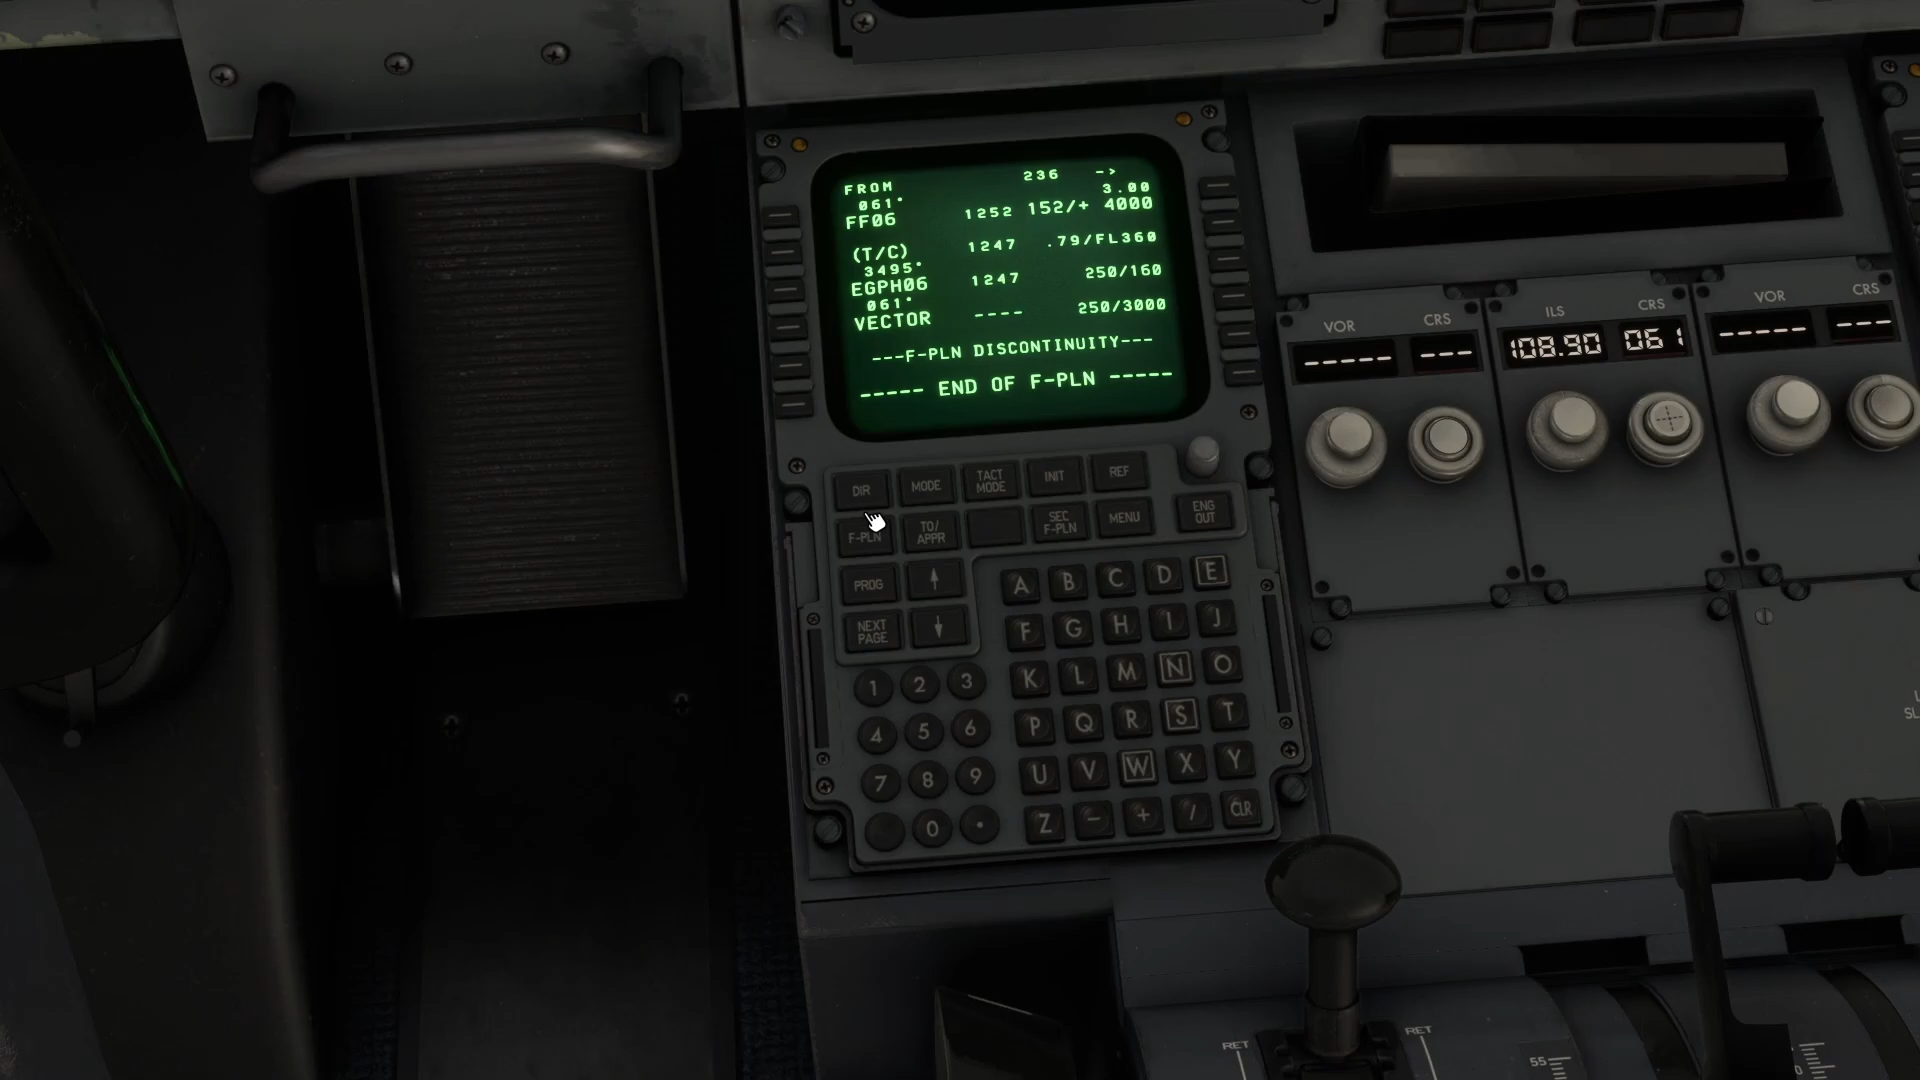 FROM 236 ->
061° 3.00
FF06 1252 152/+ 4000
(T/C) 1247 .79/FL360
3495°
EGPH06 1247 250/160
061°
VECTOR ---- 250/3000
---F-PLN DISCONTINUITY---
----- END OF F-PLN -----
VOR CRS
----- ---
ILS CRS
108.90 061
VOR CRS
----- ---
DIR MODE TACT MODE INIT REF
F-PLN TO/ APPR SEC F-PLN MENU ENG OUT
PROG ↑
NEXT PAGE ↓
A B C D E
F G H I J
1 2 3 K L M N O
4 5 6 P Q R S T
7 8 9 U V W X Y
0 . Z - + / CLR
RET RET
55